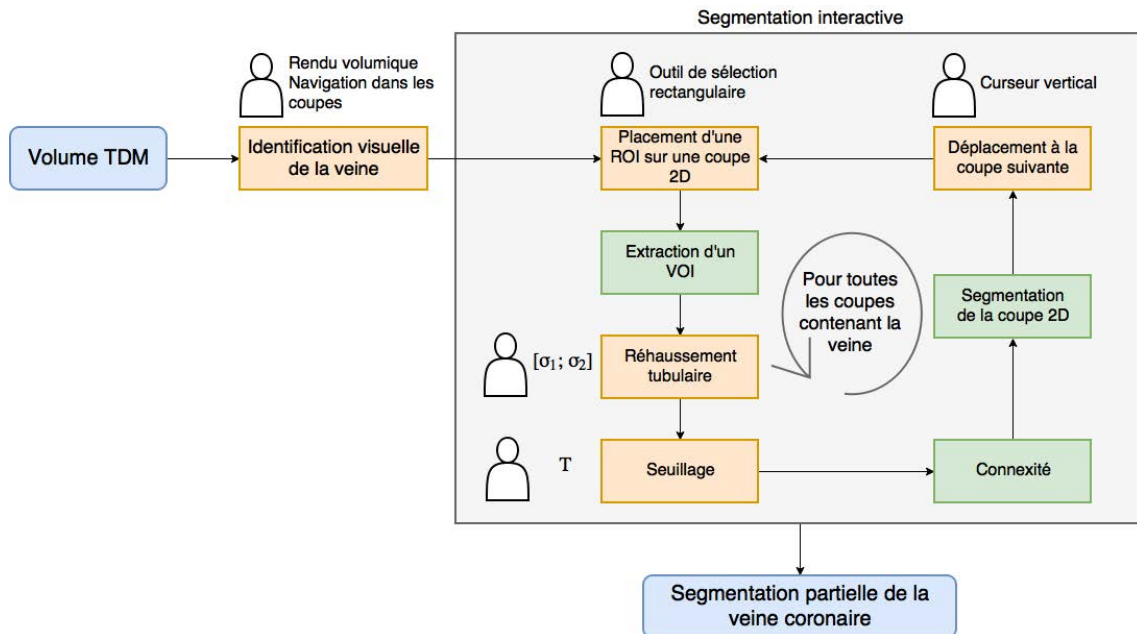 Segmentation interactive
Rendu volumique
Navigation dans les
coupes
Outil de sélection
rectangulaire
Curseur vertical
Volume TDM
Identification visuelle
de la veine
Placement d'une
ROI sur une coupe
2D
Déplacement à la
coupe suivante
Extraction d'un
VOI
Pour toutes
les coupes
contenant la
veine
Segmentation
de la coupe 2D
[σ₁; σ₂]
Réhaussement
tubulaire
T
Seuillage
Connexité
Segmentation partielle de la
veine coronaire